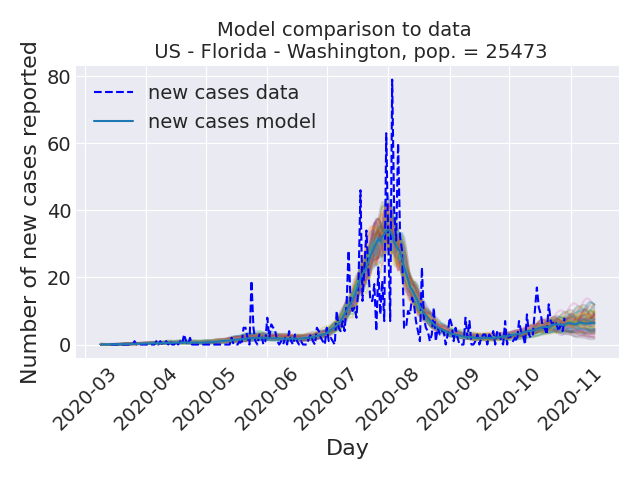 Model comparison to data
US - Florida - Washington, pop. = 25473
Number of new cases reported
80
60
40
20
0
new cases data
new cases model
2020-03
2020-04
2020-05
2020-06
2020-07
2020-08
2020-09
2020-10
2020-11
Day